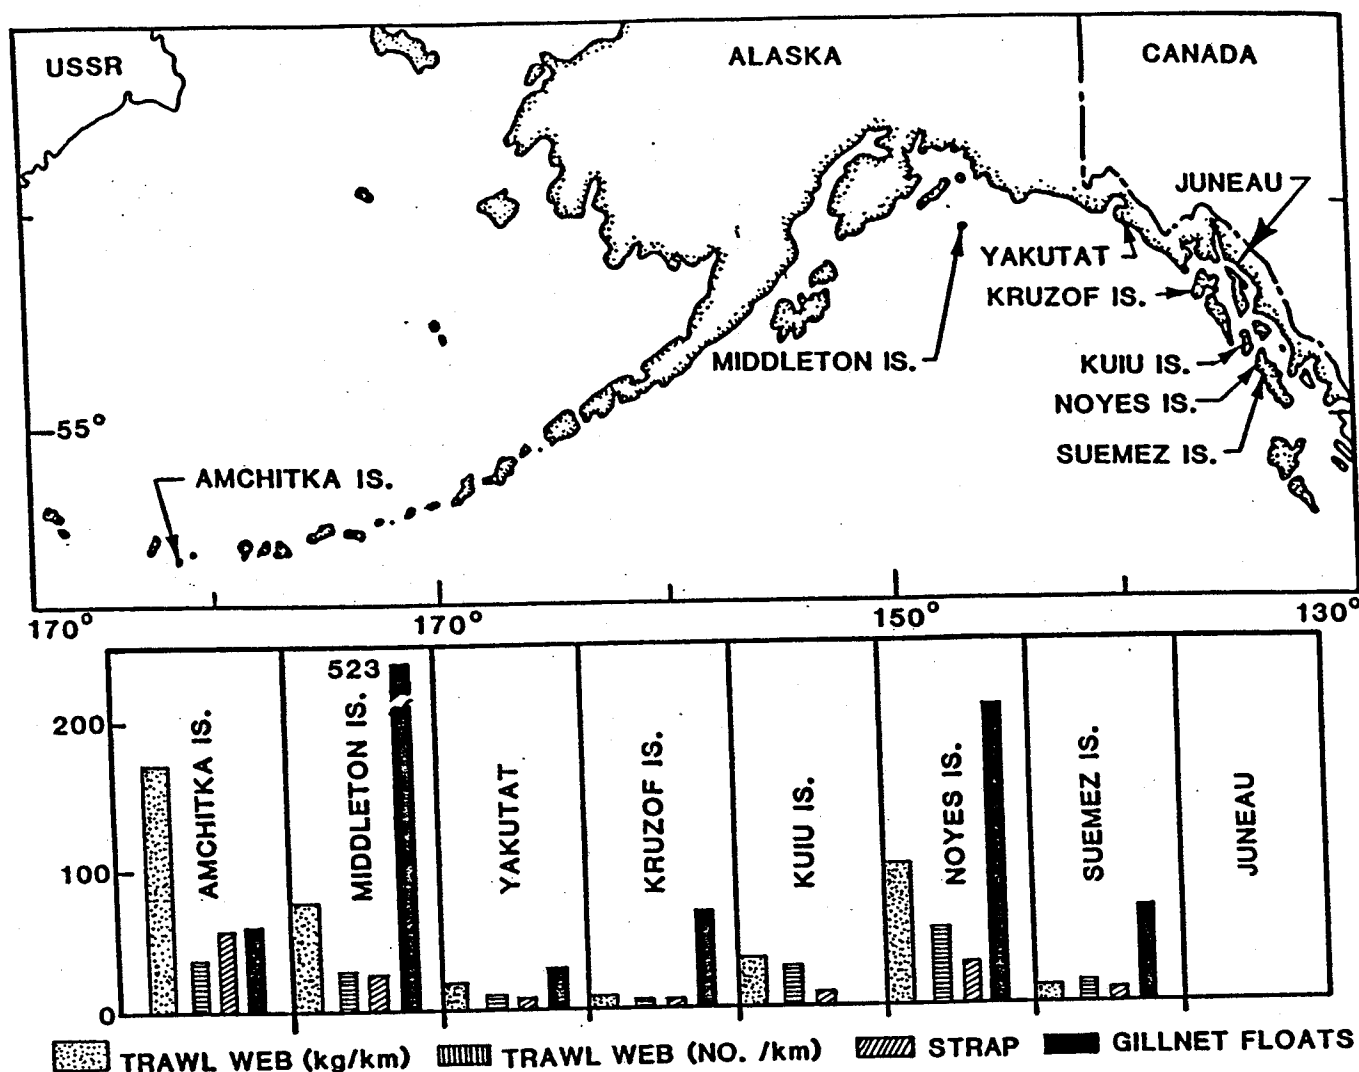 USSR
ALASKA
CANADA
JUNEAU
YAKUTAT
KRUZOF IS.
MIDDLETON IS.
KUIU IS.
NOYES IS.
SUEMEZ IS.
55°
AMCHITKA IS.
170°
170°
150°
130°
523
200
100
0
AMCHITKA IS.
MIDDLETON IS.
YAKUTAT
KRUZOF IS.
KUIU IS.
NOYES IS.
SUEMEZ IS.
JUNEAU
TRAWL WEB (kg/km)
TRAWL WEB (NO. /km)
STRAP
GILLNET FLOATS